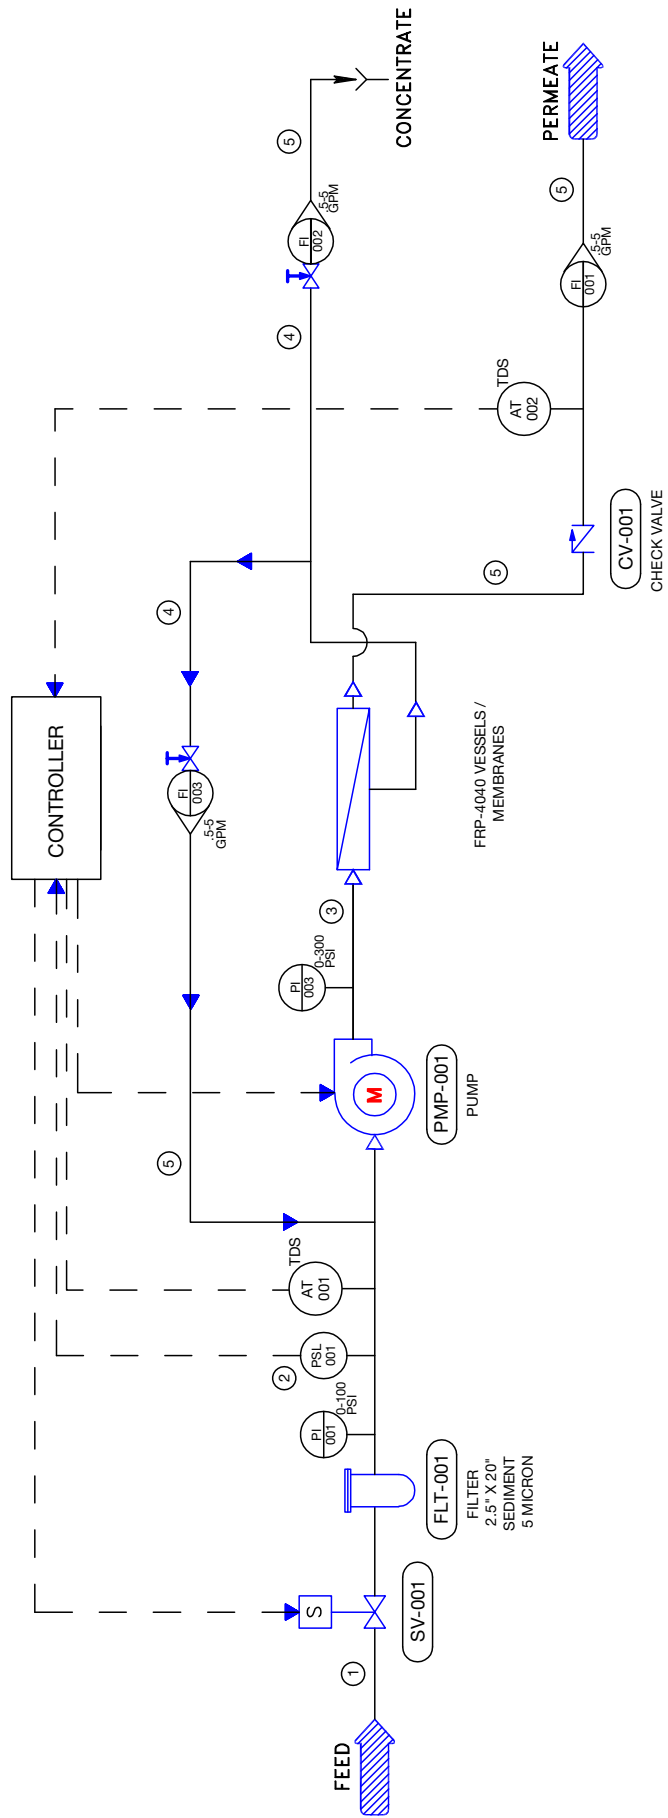 FEED
1
SV-001
S
FLT-001
FILTER
2.5" X 20"
SEDIMENT
5 MICRON
PI
001
0-100
PSI
2
PSL
001
AT
001
TDS
5
PMP-001
PUMP
M
PI
003
0-300
PSI
3
FRP-4040 VESSELS /
MEMBRANES
CONTROLLER
FI
003
.5-5
GPM
4
5
CV-001
CHECK VALVE
AT
002
TDS
4
FI
002
.5-5
GPM
5
CONCENTRATE
FI
001
.5-5
GPM
5
PERMEATE